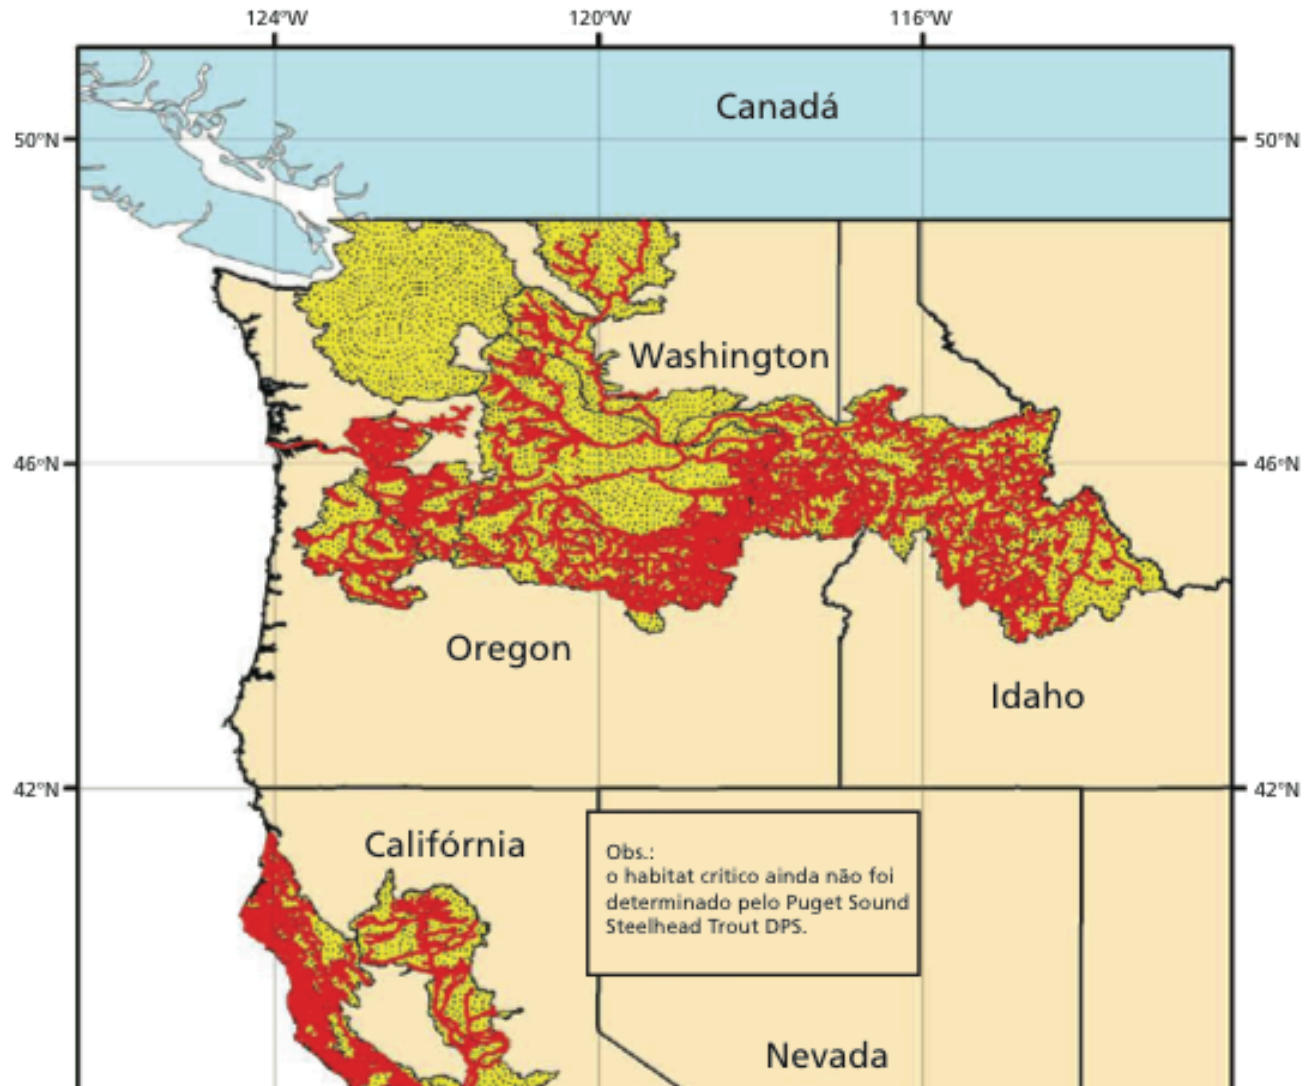 124°W 120°W 116°W
Canadá
50°N 50°N
Washington
46°N 46°N
Oregon
Idaho
42°N 42°N
Califórnia
Obs.:
o habitat crítico ainda não foi
determinado pelo Puget Sound
Steelhead Trout DPS.
Nevada